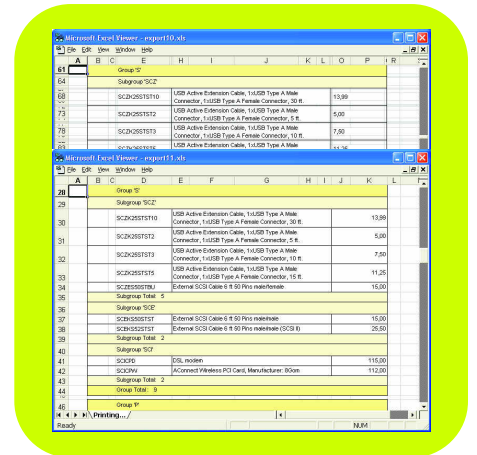 Microsoft Excel Viewer - export10.xls
File Edit View Window Help
A B C E H I J K L O P R
61 Group 'S'
64 Subgroup 'SCZ'
68 SCZK25STST10 USB Active Extension Cable, 1xUSB Type A Male
Connector, 1xUSB Type A Female Connector, 30 ft. 13,99
73 SCZK25STST2 USB Active Extension Cable, 1xUSB Type A Male
Connector, 1xUSB Type A Female Connector, 5 ft. 5,00
78 SCZK25STST3 USB Active Extension Cable, 1xUSB Type A Male
Connector, 1xUSB Type A Female Connector, 10 ft. 7,50
83 USB Active Extension Cable, 1xUSB Type A Male
Microsoft Excel Viewer - export11.xls
File Edit View Window Help
A B C D E F G H I J K L
28 Group 'S'
29 Subgroup 'SCZ'
30 SCZK25STST10 USB Active Extension Cable, 1xUSB Type A Male
Connector, 1xUSB Type A Female Connector, 30 ft. 13,99
31 SCZK25STST2 USB Active Extension Cable, 1xUSB Type A Male
Connector, 1xUSB Type A Female Connector, 5 ft. 5,00
32 SCZK25STST3 USB Active Extension Cable, 1xUSB Type A Male
Connector, 1xUSB Type A Female Connector, 10 ft. 7,50
33 SCZK25STST5 USB Active Extension Cable, 1xUSB Type A Male
Connector, 1xUSB Type A Female Connector, 15 ft. 11,25
34 SCZES50STBU External SCSI Cable 6 ft 50 Pins male/female 15,00
35 Subgroup Total: 5
36 Subgroup 'SCE'
37 SCEKS50STST External SCSI Cable 6 ft 50 Pins male/male 15,00
38 SCEKS52STST External SCSI Cable 6 ft 50 Pins male/male (SCSI II) 25,50
39 Subgroup Total: 2
40 Subgroup 'SCI'
41 SCICPD DSL modem 115,00
42 SCICPW AConnect Wireless PCI Card, Manufacturer: 8Gom 112,00
43 Subgroup Total: 2
44 Group Total: 9
46 Group 'P'
Printing...
Ready NUM